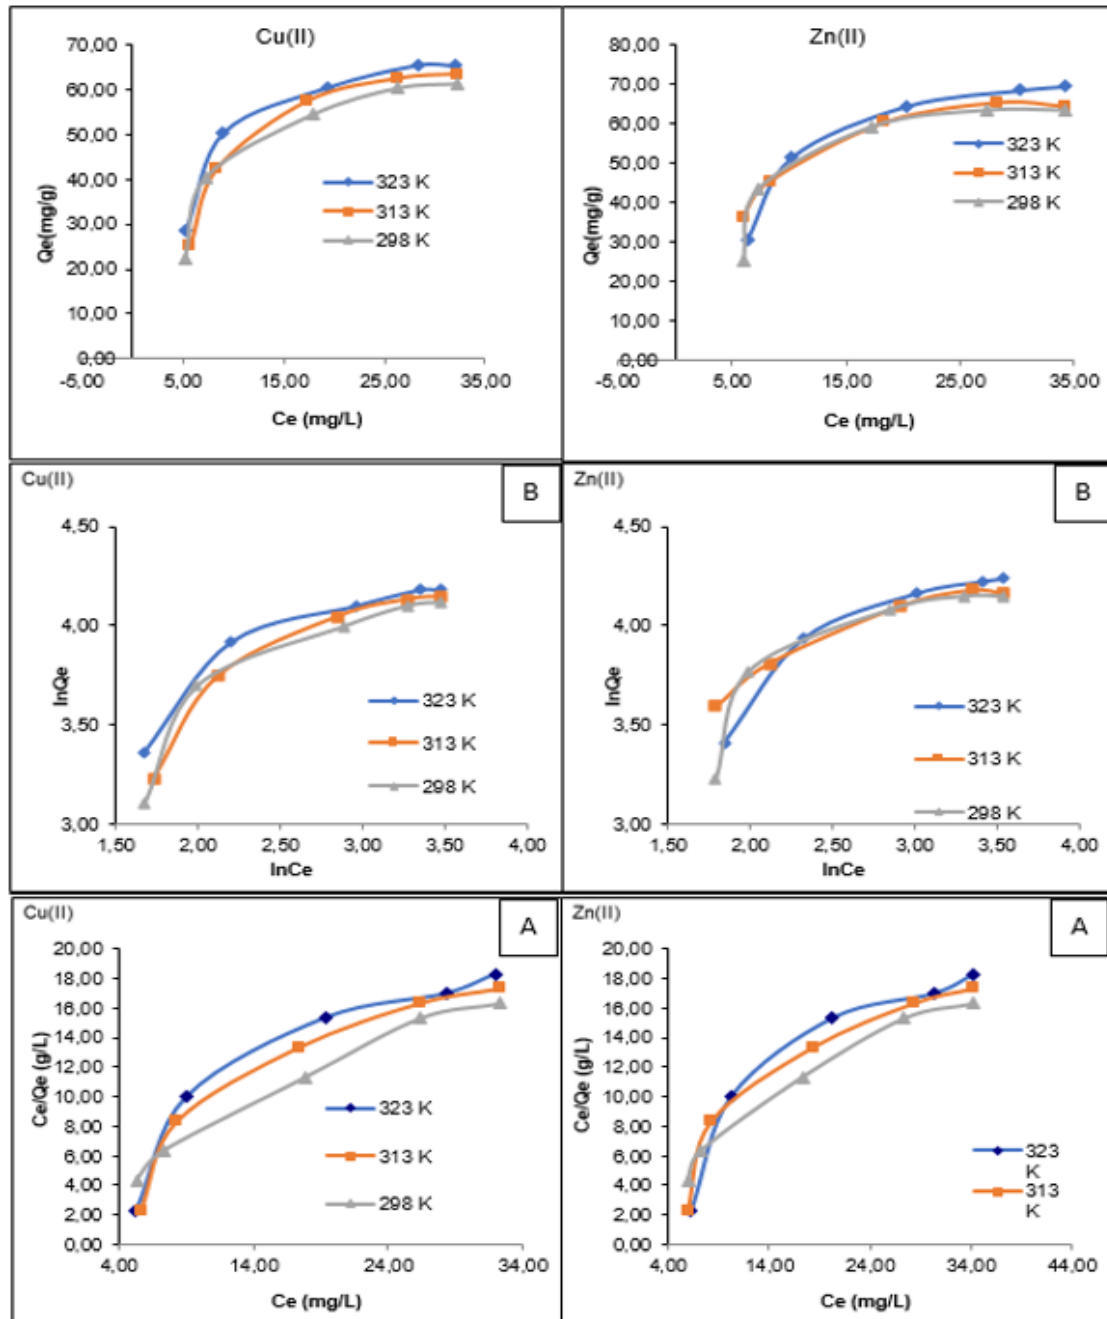 Cu(II)
70,00
60,00
50,00
40,00
30,00
20,00
10,00
0,00
-5,00 5,00 15,00 25,00 35,00
Qe(mg/g)
Ce (mg/L)
323 K
313 K
298 K
Zn(II)
80,00
70,00
60,00
50,00
40,00
30,00
20,00
10,00
0,00
-5,00 5,00 15,00 25,00 35,00
Qe(mg/g)
Ce (mg/L)
323 K
313 K
298 K
Cu(II)
B
4,50
4,00
3,50
3,00
1,50 2,00 2,50 3,00 3,50 4,00
lnQe
lnCe
323 K
313 K
298 K
Zn(II)
B
4,50
4,00
3,50
3,00
1,50 2,00 2,50 3,00 3,50 4,00
lnQe
lnCe
323 K
313 K
298 K
Cu(II)
A
20,00
18,00
16,00
14,00
12,00
10,00
8,00
6,00
4,00
2,00
0,00
4,00 14,00 24,00 34,00
Ce/Qe (g/L)
Ce (mg/L)
323 K
313 K
298 K
Zn(II)
A
20,00
18,00
16,00
14,00
12,00
10,00
8,00
6,00
4,00
2,00
0,00
4,00 14,00 24,00 34,00 44,00
Ce/Qe (g/L)
Ce (mg/L)
323
K
313
K